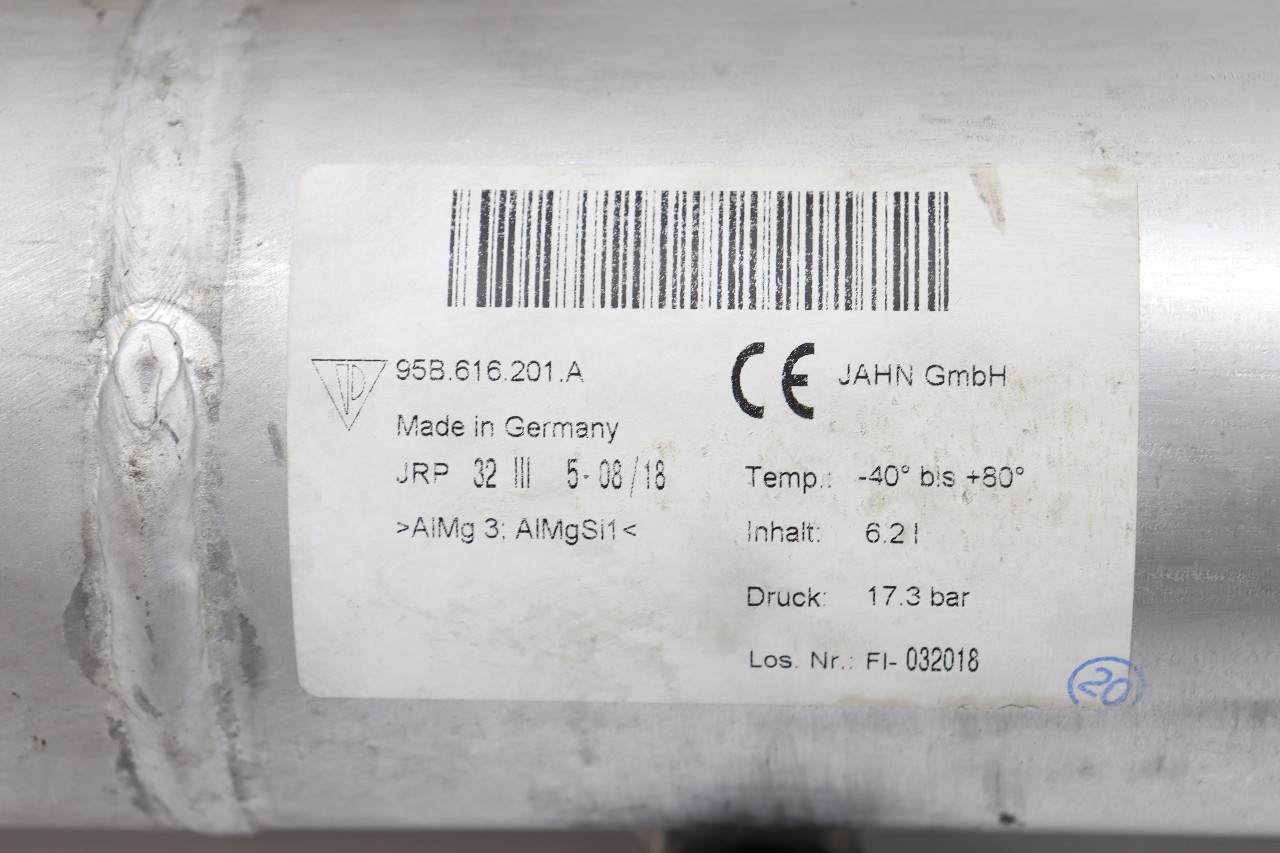 95B.616.201.A
CE JAHN GmbH
Made in Germany
JRP 32 III 5-08/18
Temp.: -40° bis +80°
>AlMg 3; AlMgSi1<
Inhalt: 6.2 l
Druck: 17.3 bar
Los. Nr.: FI- 032018
20